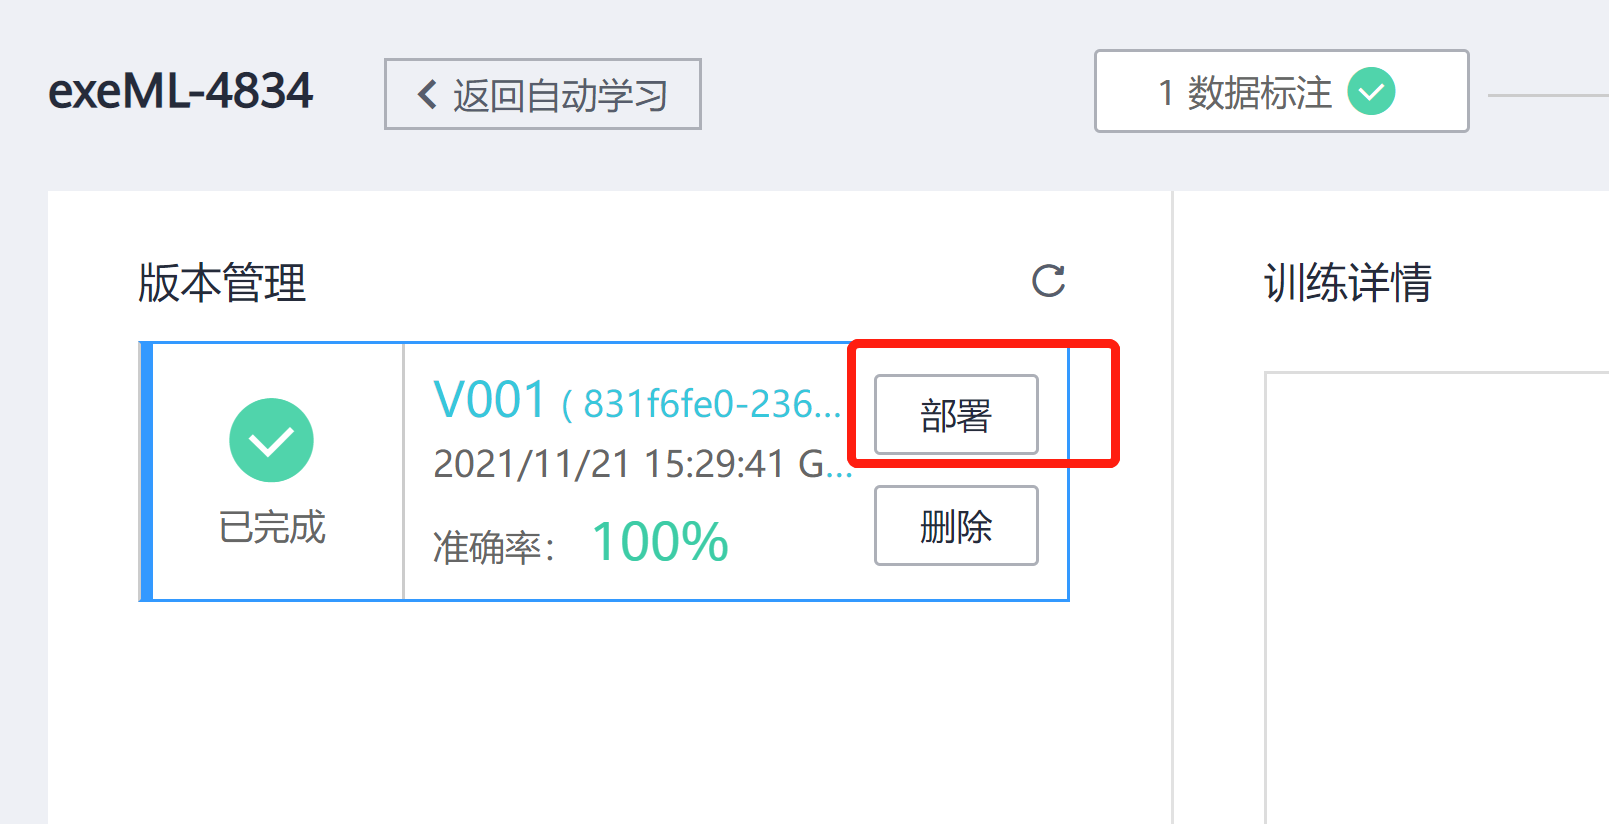 exeML-4834
返回自动学习
1 数据标注
版本管理
训练详情
V001 ( 831f6fe0-236...
部署
2021/11/21 15:29:41 G...
已完成
准确率： 100%
删除